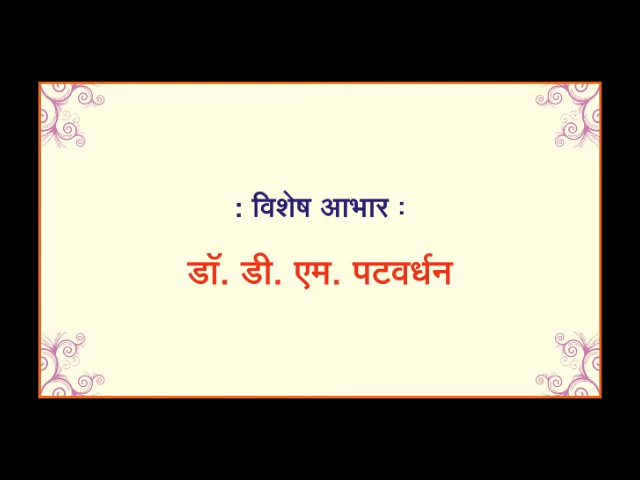 : विशेष आभार :
डॉ. डी. एम. पटवर्धन